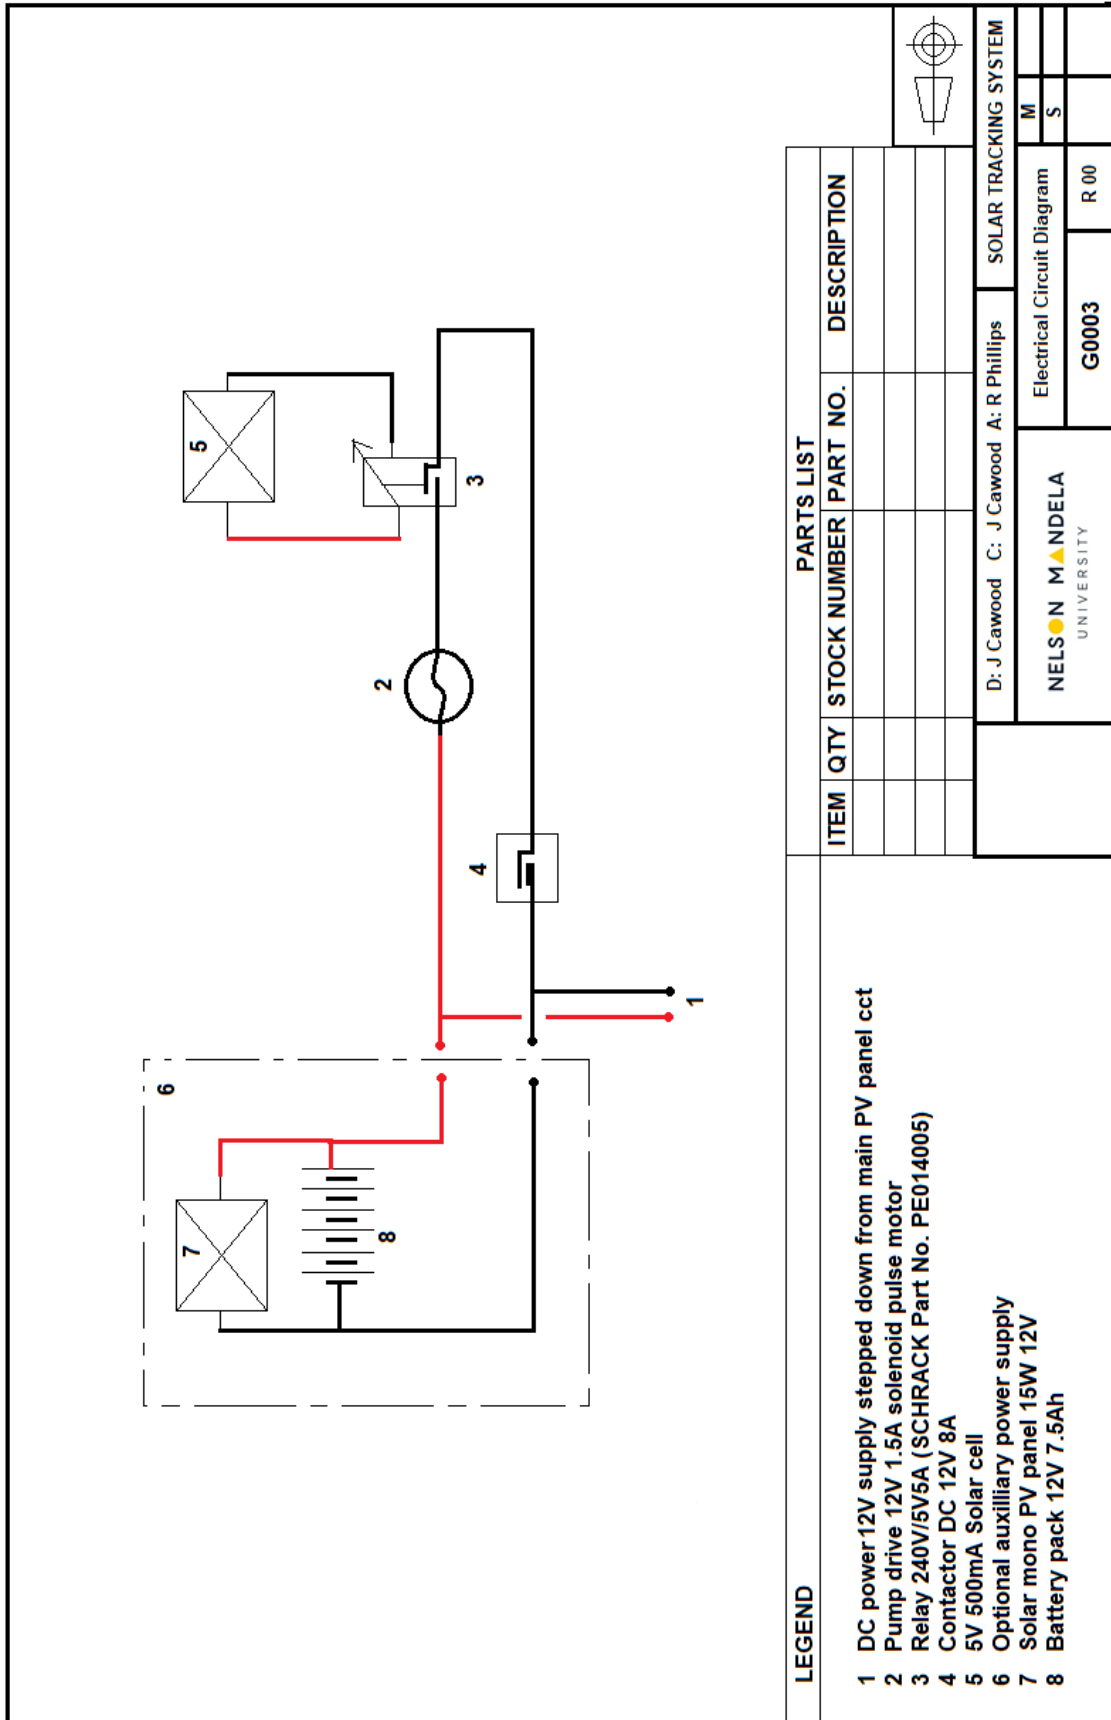 5
3
2
4
1
6
7
8
LEGEND
1 DC power12V supply stepped down from main PV panel cct
2 Pump drive 12V 1.5A solenoid pulse motor
3 Relay 240V/5V5A (SCHRACK Part No. PE014005)
4 Contactor DC 12V 8A
5 5V 500mA Solar cell
6 Optional auxilliary power supply
7 Solar mono PV panel 15W 12V
8 Battery pack 12V 7.5Ah
PARTS LIST
ITEM QTY STOCK NUMBER PART NO. DESCRIPTION
D: J Cawood C: J Cawood A: R Phillips
SOLAR TRACKING SYSTEM
NELSON MANDELA
UNIVERSITY
Electrical Circuit Diagram
M
S
G0003
R 00